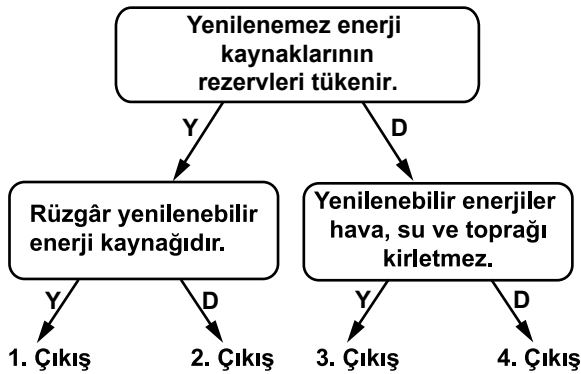 Yenilenemez enerji
kaynaklarının
rezervleri tükenir.
Y
D
Rüzgâr yenilenebilir
enerji kaynağıdır.
Yenilenebilir enerjiler
hava, su ve toprağı
kirletmez.
Y
D
Y
D
1. Çıkış
2. Çıkış
3. Çıkış
4. Çıkış